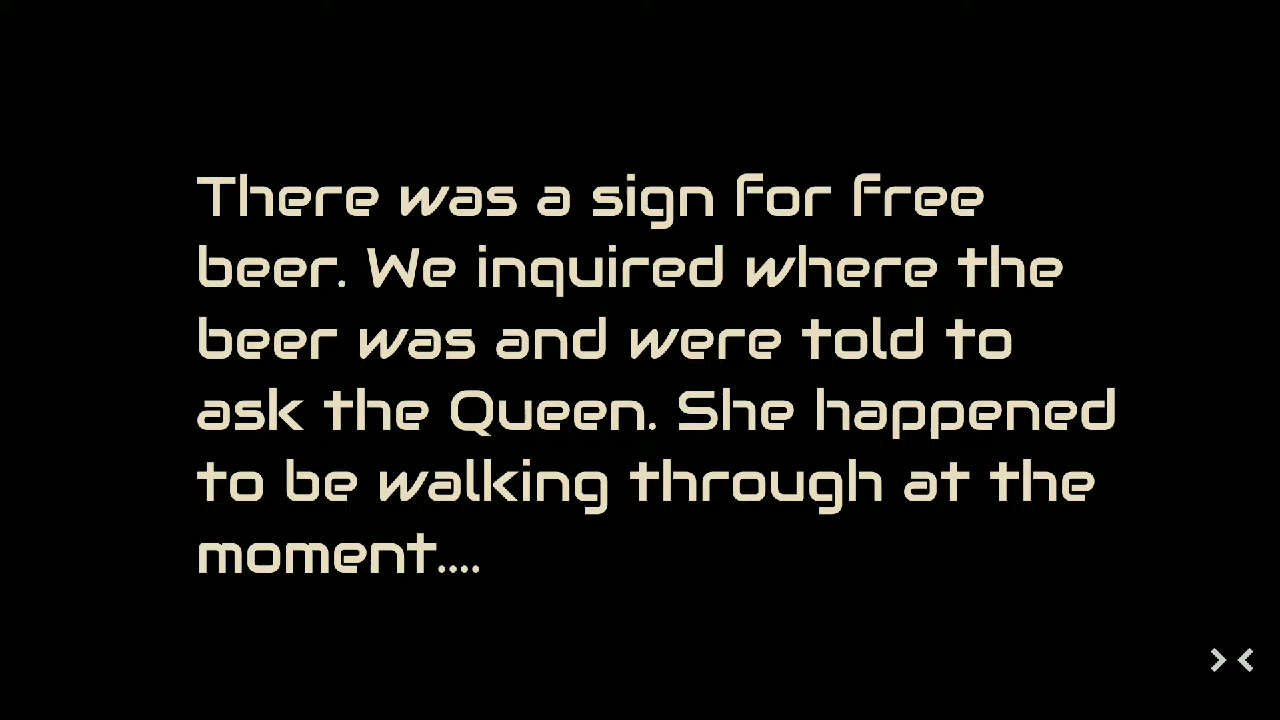 There was a sign for free
beer. We inquired where the
beer was and were told to
ask the Queen. She happened
to be walking through at the
moment....